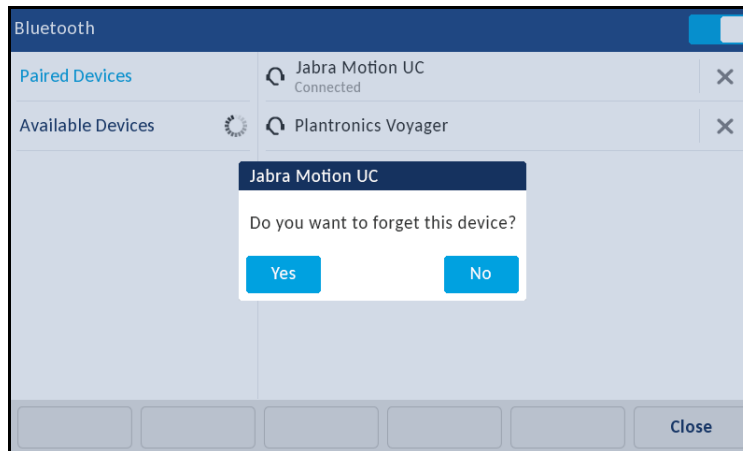 Bluetooth
Paired Devices
Jabra Motion UC
Connected
Available Devices
Plantronics Voyager
Jabra Motion UC
Do you want to forget this device?
Yes
No
Close